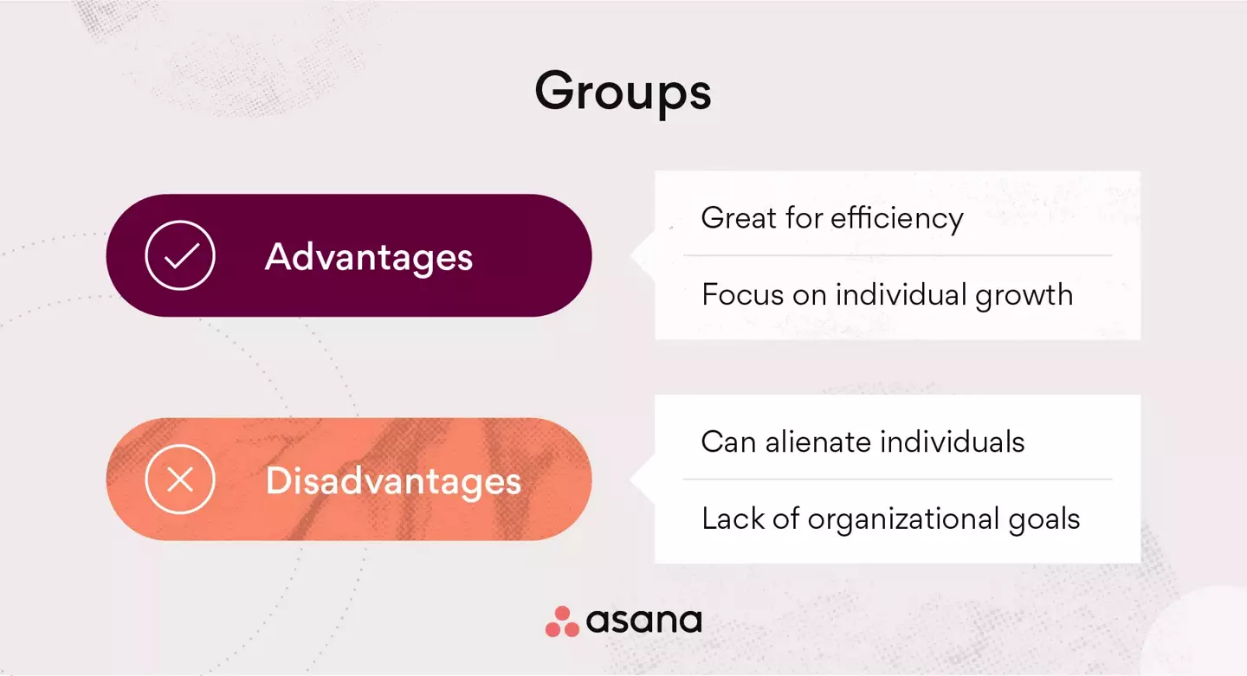 Groups
Advantages
Great for efficiency
Focus on individual growth
Disadvantages
Can alienate individuals
Lack of organizational goals
asana